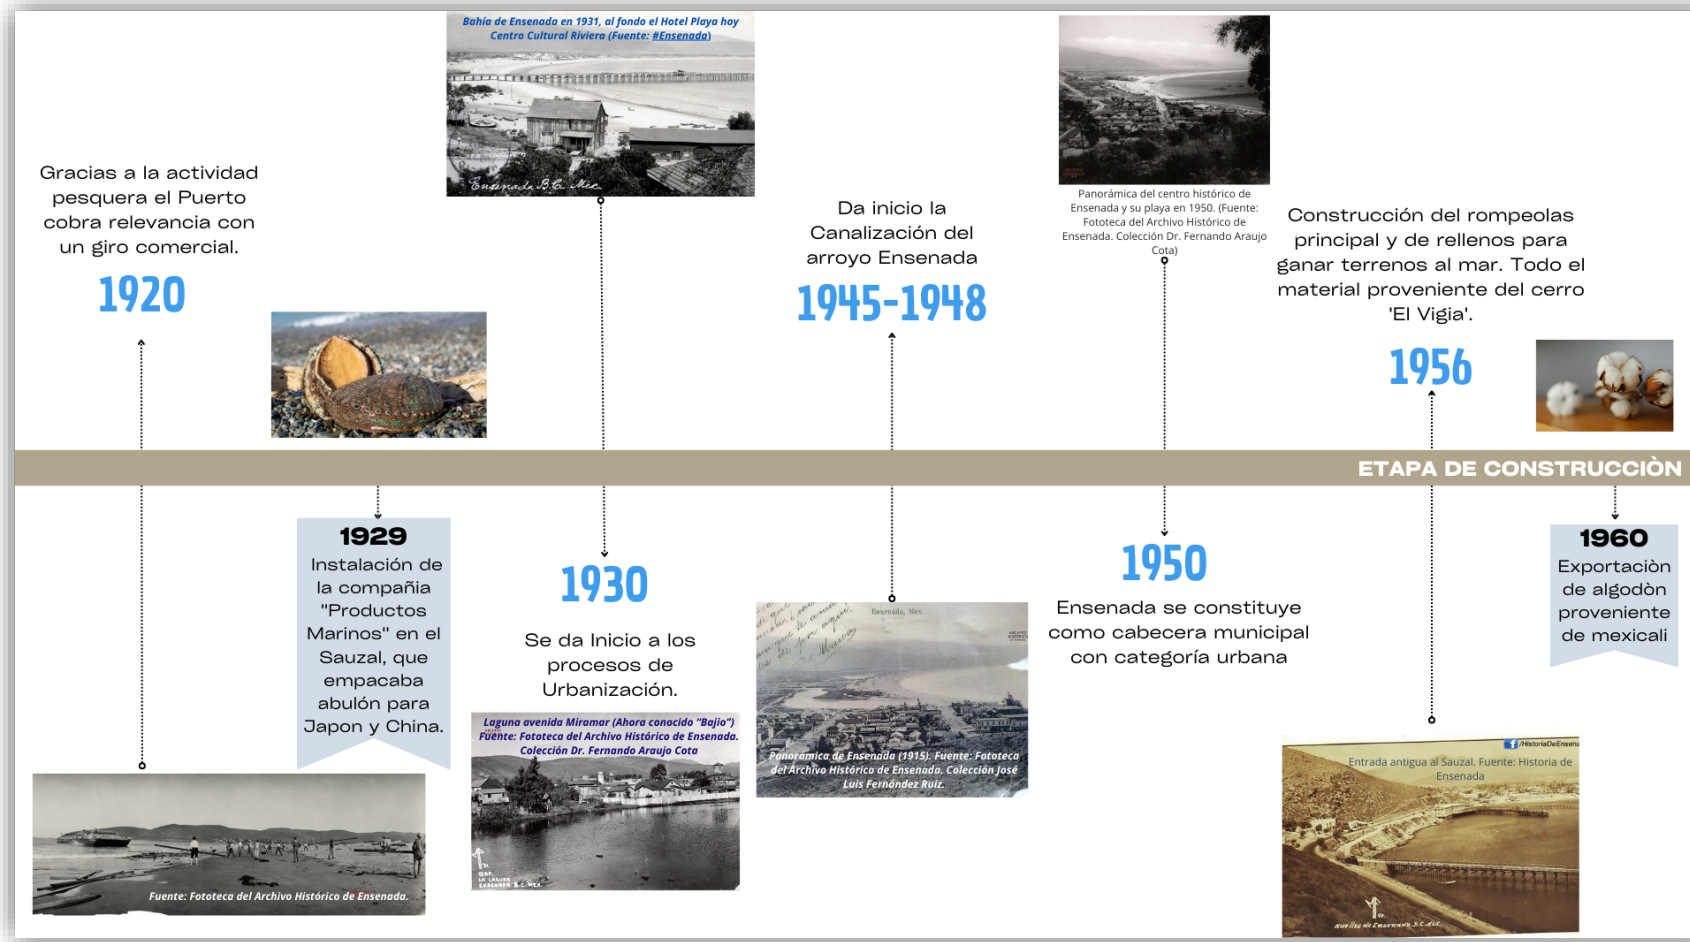 Bahía de Ensenada en 1931, al fondo el Hotel Playa hoy
Centro Cultural Riviera (Fuente: #Ensenada)
Ensenada B.C. Mex.
Gracias a la actividad
pesquera el Puerto
cobra relevancia con
un giro comercial.
1920
Da inicio la
Canalización del
arroyo Ensenada
1945-1948
Panorámica del centro histórico de
Ensenada y su playa en 1950. (Fuente:
Fototeca del Archivo Histórico de
Ensenada. Colección Dr. Fernando Araujo
Cota)
Construcción del rompeolas
principal y de rellenos para
ganar terrenos al mar. Todo el
material proveniente del cerro
'El Vigia'.
1956
ETAPA DE CONSTRUCCIÒN
1929
Instalación de
la compañia
"Productos
Marinos" en el
Sauzal, que
empacaba
abulón para
Japon y China.
Fuente: Fototeca del Archivo Histórico de Ensenada.
1930
Se da Inicio a los
procesos de
Urbanización.
Laguna avenida Miramar (Ahora conocido “Bajio”)
Fuente: Fototeca del Archivo Histórico de Ensenada.
Colección Dr. Fernando Araujo Cota
LA LAGUNA
ENSENADA B.C. MEX.
Ensenada, Mex.
Panorámica de Ensenada (1915). Fuente: Fototeca
del Archivo Histórico de Ensenada. Colección José
Luis Fernández Ruiz.
1950
Ensenada se constituye
como cabecera municipal
con categoría urbana
1960
Exportaciòn
de algodòn
proveniente
de mexicali
/HistoriaDeEnsena
Entrada antigua al Sauzal. Fuente: Historia de
Ensenada